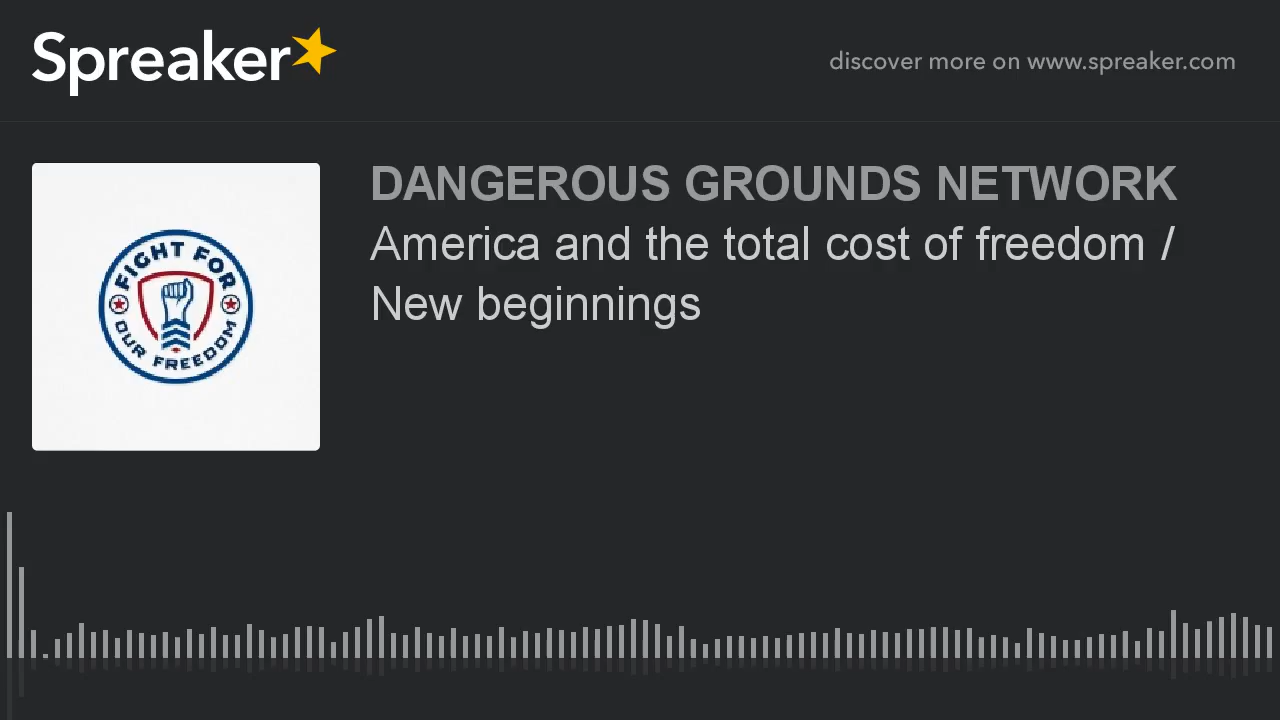 Spreaker
discover more on www.spreaker.com
DANGEROUS GROUNDS NETWORK
America and the total cost of freedom /
New beginnings
FIGHT FOR
OUR FREEDOM